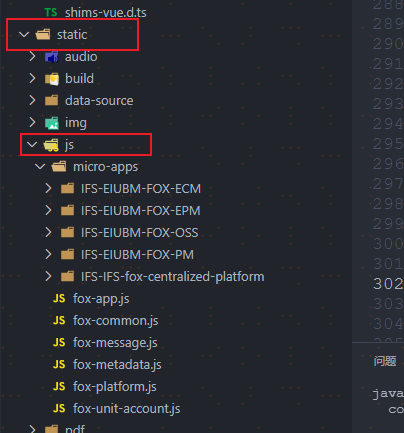 TS shims-vue.d.ts
static
audio
build
data-source
img
JS js
micro-apps
IFS-EIUBM-FOX-ECM
IFS-EIUBM-FOX-EPM
IFS-EIUBM-FOX-OSS
IFS-EIUBM-FOX-PM
IFS-IFS-fox-centralized-platform
JS fox-app.js
JS fox-common.js
JS fox-message.js
JS fox-metadata.js
JS fox-platform.js
JS fox-unit-account.js
pdf
288
289
290
291
292
293
294
295
296
297
298
299
300
301
302
303
304
问题
java
co